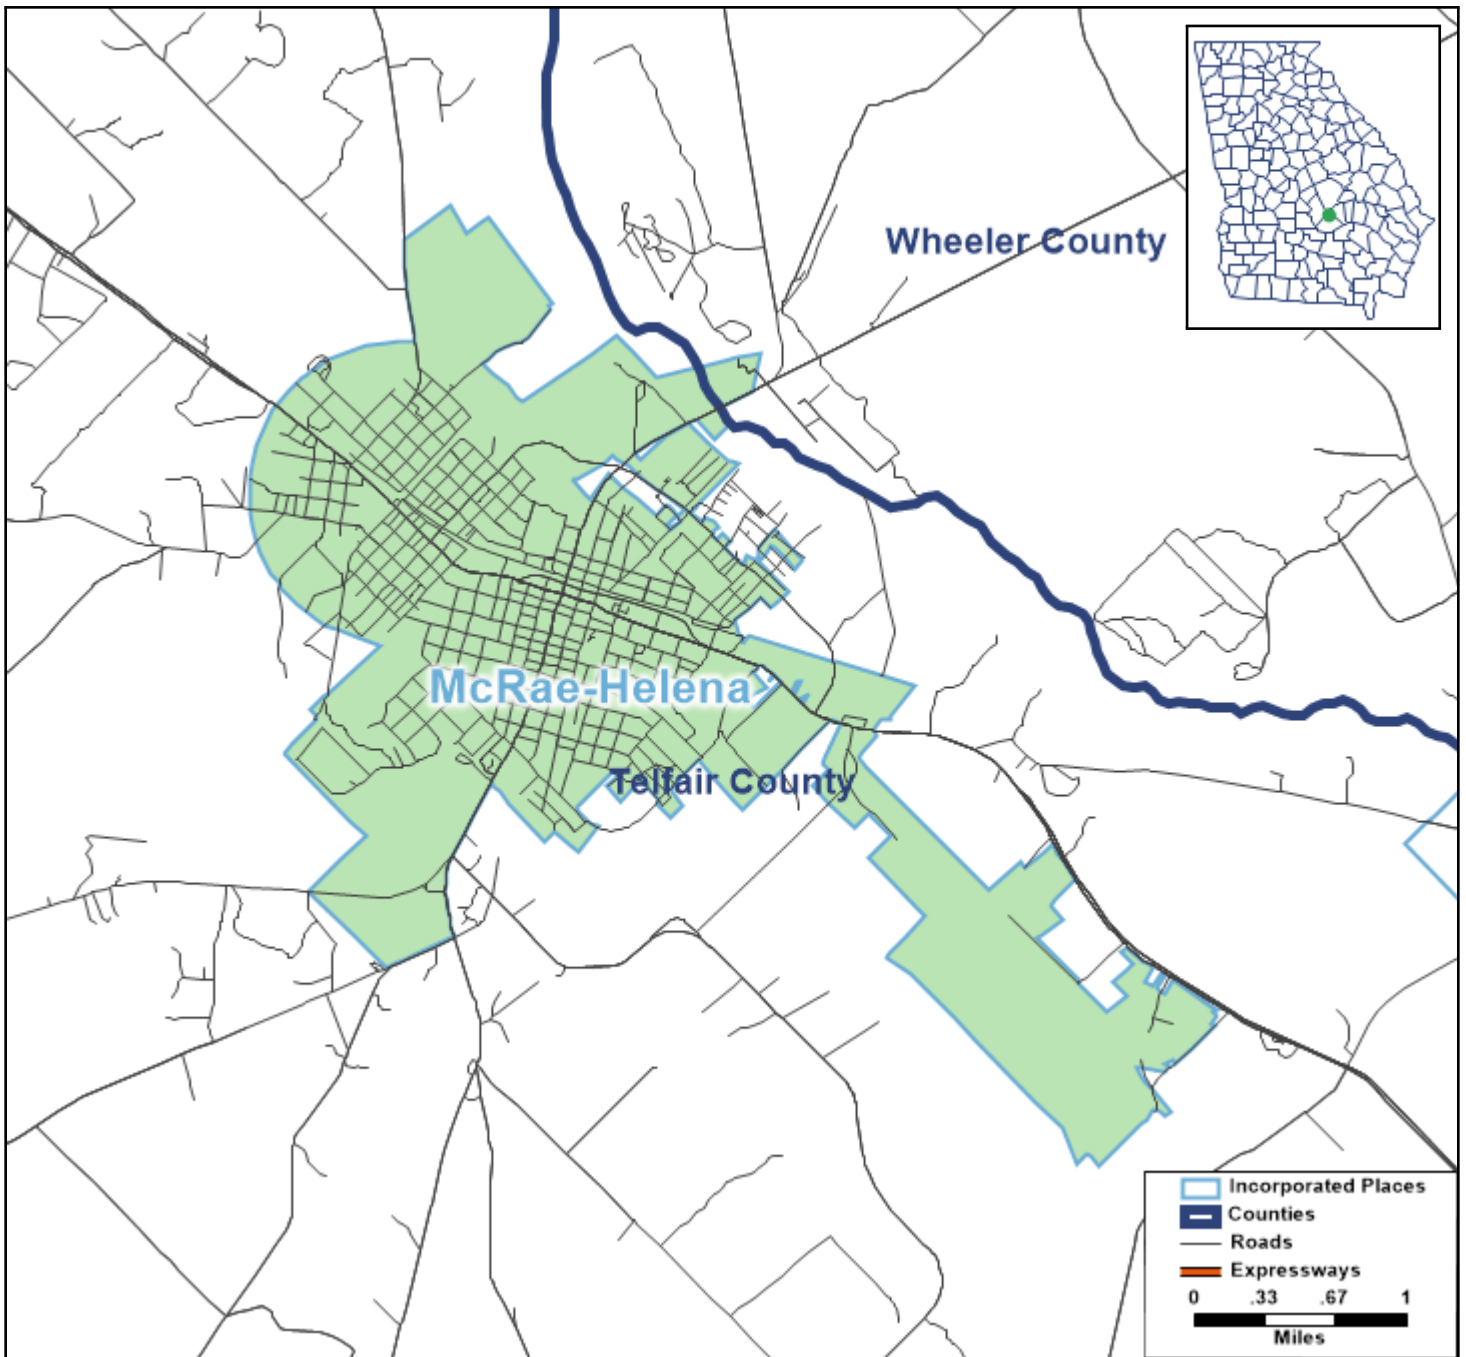 Wheeler County
McRae-Helena
Telfair County
Incorporated Places
Counties
Roads
Expressways
0 .33 .67 1
Miles